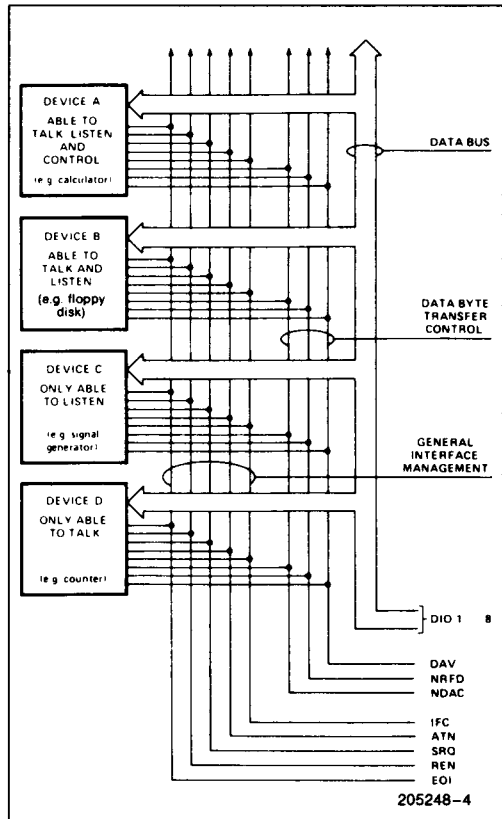 DEVICE A
ABLE TO
TALK LISTEN
AND
CONTROL
(e.g. calculator)
DATA BUS
DEVICE B
ABLE TO
TALK AND
LISTEN
(e.g. floppy
disk)
DATA BYTE
TRANSFER
CONTROL
DEVICE C
ONLY ABLE
TO LISTEN
(e.g. signal
generator)
GENERAL
INTERFACE
MANAGEMENT
DEVICE D
ONLY ABLE
TO TALK
(e.g. counter)
DIO 1 8
DAV
NRFD
NDAC
IFC
ATN
SRQ
REN
EOI
205248-4